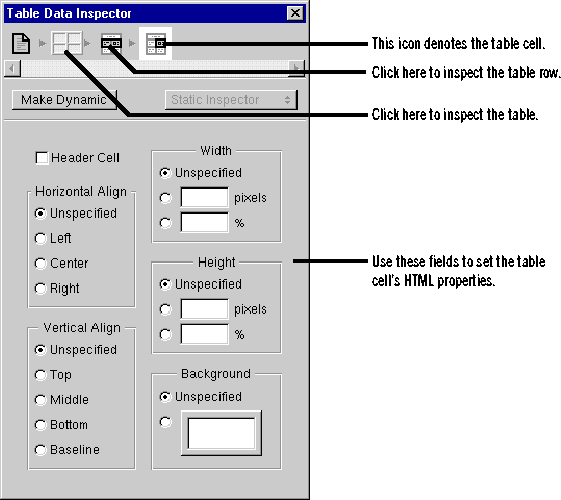 Table Data Inspector
This icon denotes the table cell.
Click here to inspect the table row.
Make Dynamic
Static Inspector
Click here to inspect the table.
Header Cell
Horizontal Align
Unspecified
Left
Center
Right
Vertical Align
Unspecified
Top
Middle
Bottom
Baseline
Width
Unspecified
pixels
%
Height
Unspecified
pixels
%
Background
Unspecified
Use these fields to set the table
cell's HTML properties.